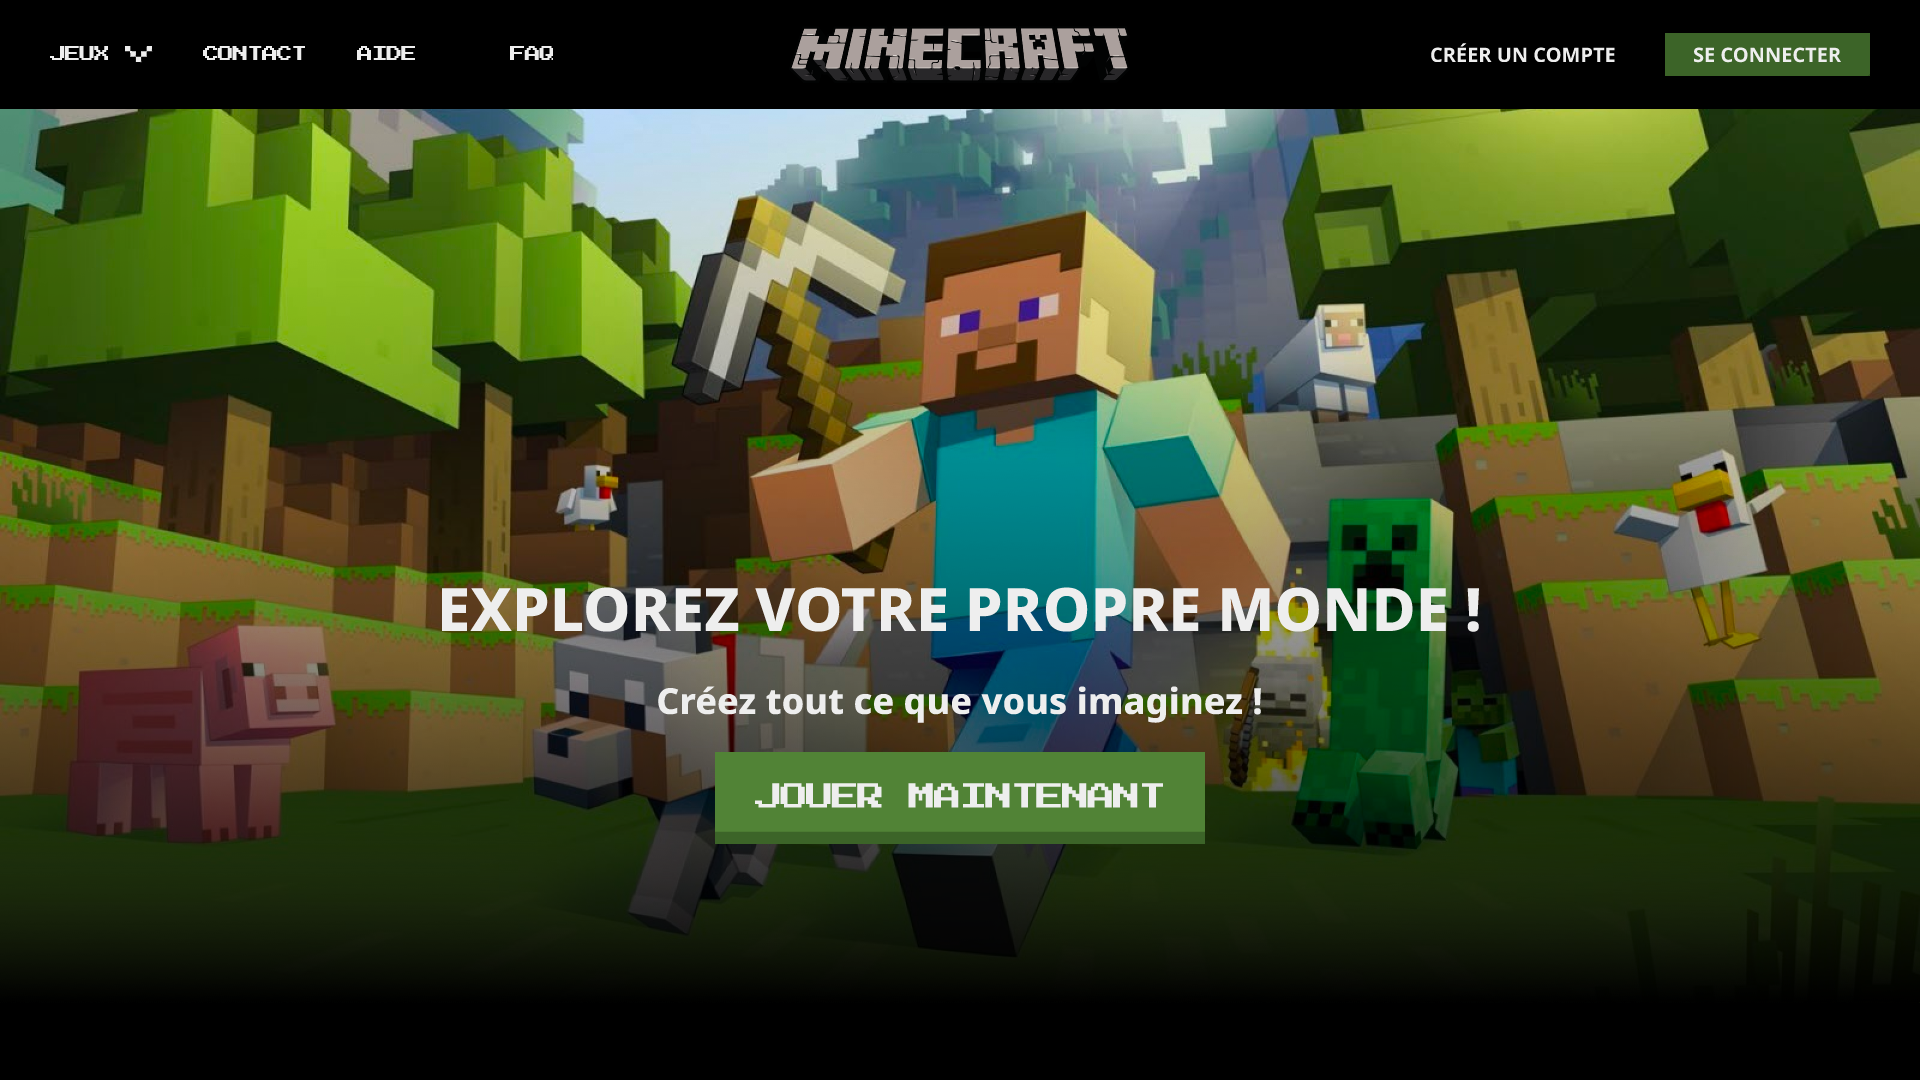 JEUX
CONTACT
AIDE
FAQ
MINECRAFT
CRÉER UN COMPTE
SE CONNECTER
EXPLOREZ VOTRE PROPRE MONDE !
Créez tout ce que vous imaginez !
JOUER MAINTENANT